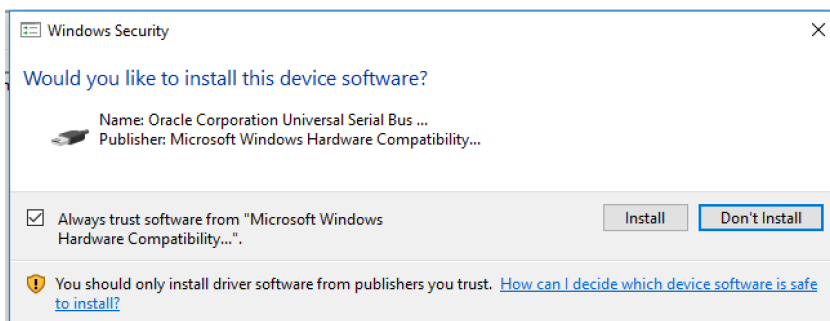 Windows Security
Would you like to install this device software?
Name: Oracle Corporation Universal Serial Bus ...
Publisher: Microsoft Windows Hardware Compatibility...
Always trust software from "Microsoft Windows
Hardware Compatibility...".
Install
Don't Install
You should only install driver software from publishers you trust. How can I decide which device software is safe
to install?